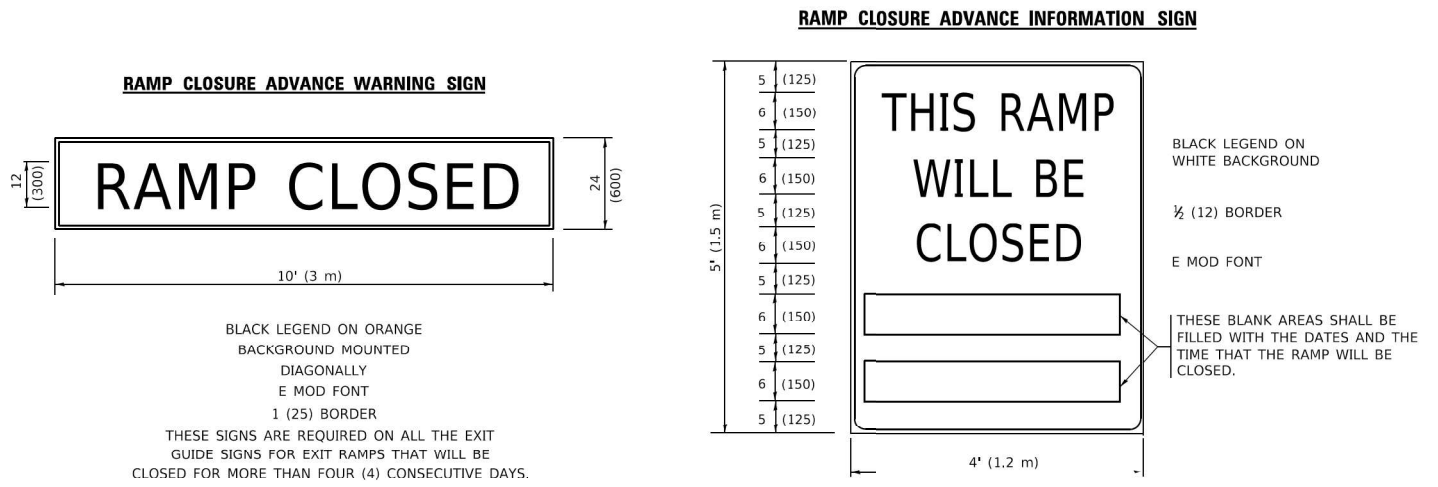 RAMP CLOSURE ADVANCE WARNING SIGN
12
(300)
RAMP CLOSED
24
(600)
10' (3 m)
BLACK LEGEND ON ORANGE
BACKGROUND MOUNTED
DIAGONALLY
E MOD FONT
1 (25) BORDER
THESE SIGNS ARE REQUIRED ON ALL THE EXIT
GUIDE SIGNS FOR EXIT RAMPS THAT WILL BE
CLOSED FOR MORE THAN FOUR (4) CONSECUTIVE DAYS.
RAMP CLOSURE ADVANCE INFORMATION SIGN
5' (1.5 m)
5 (125)
6 (150)
5 (125)
6 (150)
5 (125)
6 (150)
5 (125)
6 (150)
5 (125)
6 (150)
5 (125)
THIS RAMP
WILL BE
CLOSED
4' (1.2 m)
BLACK LEGEND ON
WHITE BACKGROUND
½ (12) BORDER
E MOD FONT
THESE BLANK AREAS SHALL BE
FILLED WITH THE DATES AND THE
TIME THAT THE RAMP WILL BE
CLOSED.